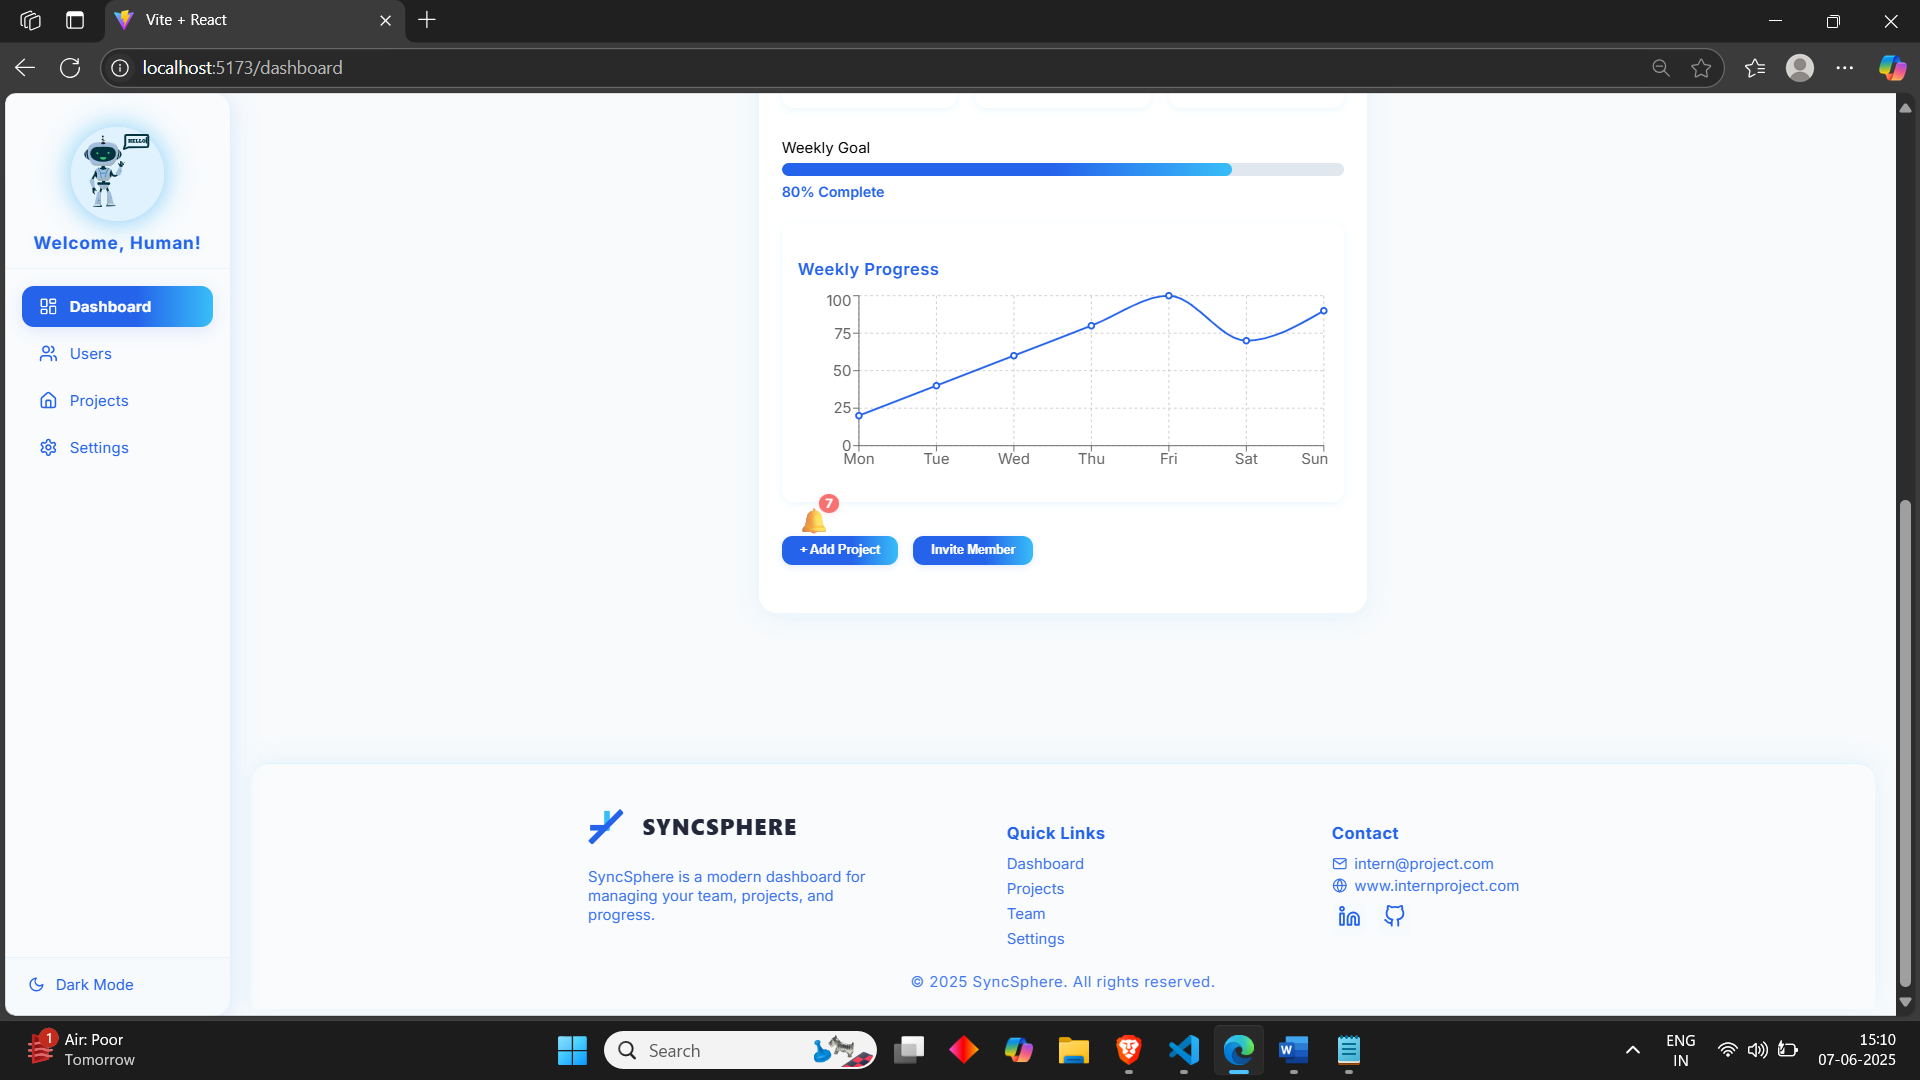 Vite + React
localhost:5173/dashboard
HELLO!
Welcome, Human!
Dashboard
Users
Projects
Settings
Dark Mode
Weekly Goal
80% Complete
Weekly Progress
100
75
50
25
0
Mon Tue Wed Thu Fri Sat Sun
7
+ Add Project Invite Member
SYNCSPHERE
SyncSphere is a modern dashboard for
managing your team, projects, and
progress.
Quick Links
Dashboard
Projects
Team
Settings
Contact
intern@project.com
www.internproject.com
© 2025 SyncSphere. All rights reserved.
1
Air: Poor
Tomorrow
Search
W
ENG
IN
15:10
07-06-2025